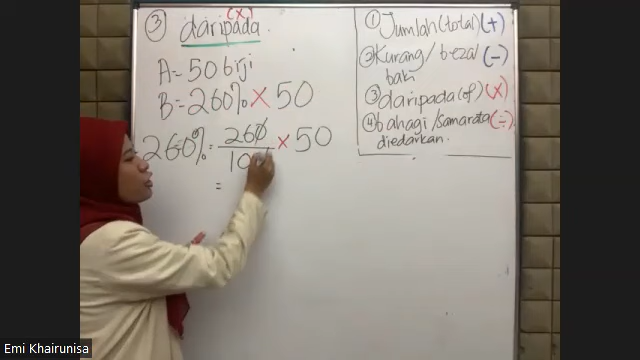 ③ daripada (x)
A = 50 biji
B = 260% x 50
260% = 260/100 x 50
=
① Jumlah (total) (+)
② Kurang / beza (-)
baki
③ daripada (of) (x)
④ bahagi / samarata (÷)
diedarkan.
Emi Khairunisa